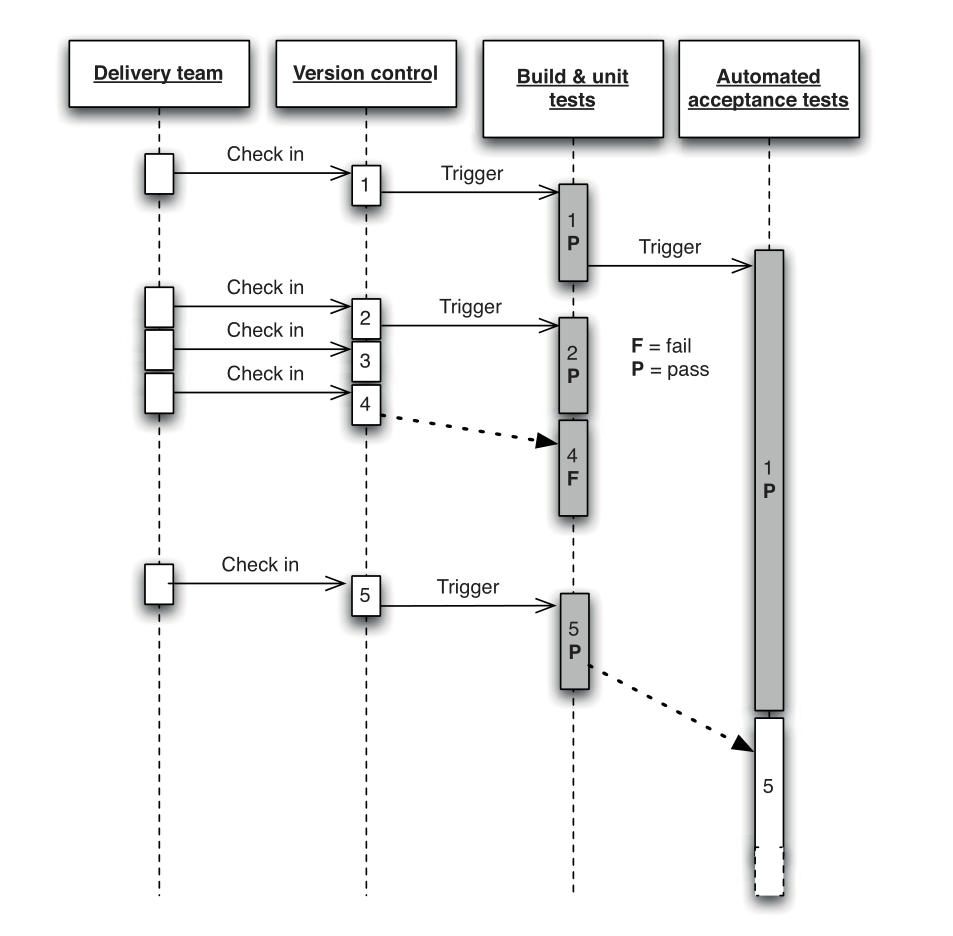 Delivery team
Version control
Build & unit
tests
Automated
acceptance tests
Check in
1
Trigger
1
P
Trigger
Check in
2
Trigger
2
P
Check in
3
Check in
4
4
F
F = fail
P = pass
1
P
Check in
5
Trigger
5
P
5